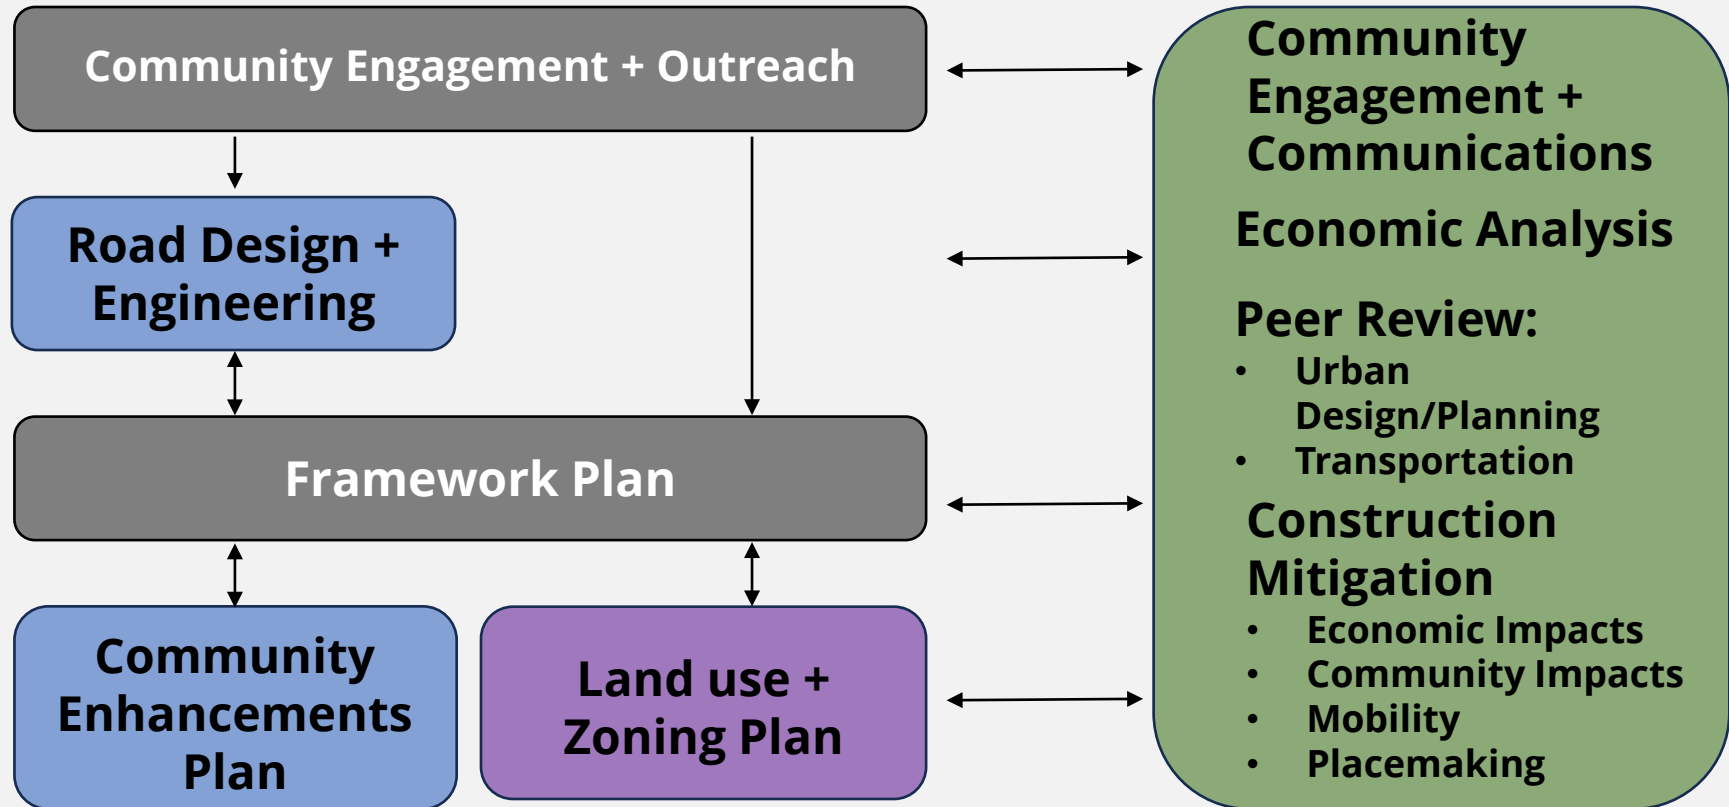 Community Engagement + Outreach
Road Design +
Engineering
Framework Plan
Community
Enhancements
Plan
Land use +
Zoning Plan
Community
Engagement +
Communications
Economic Analysis
Peer Review:
• Urban
Design/Planning
• Transportation
Construction
Mitigation
• Economic Impacts
• Community Impacts
• Mobility
• Placemaking